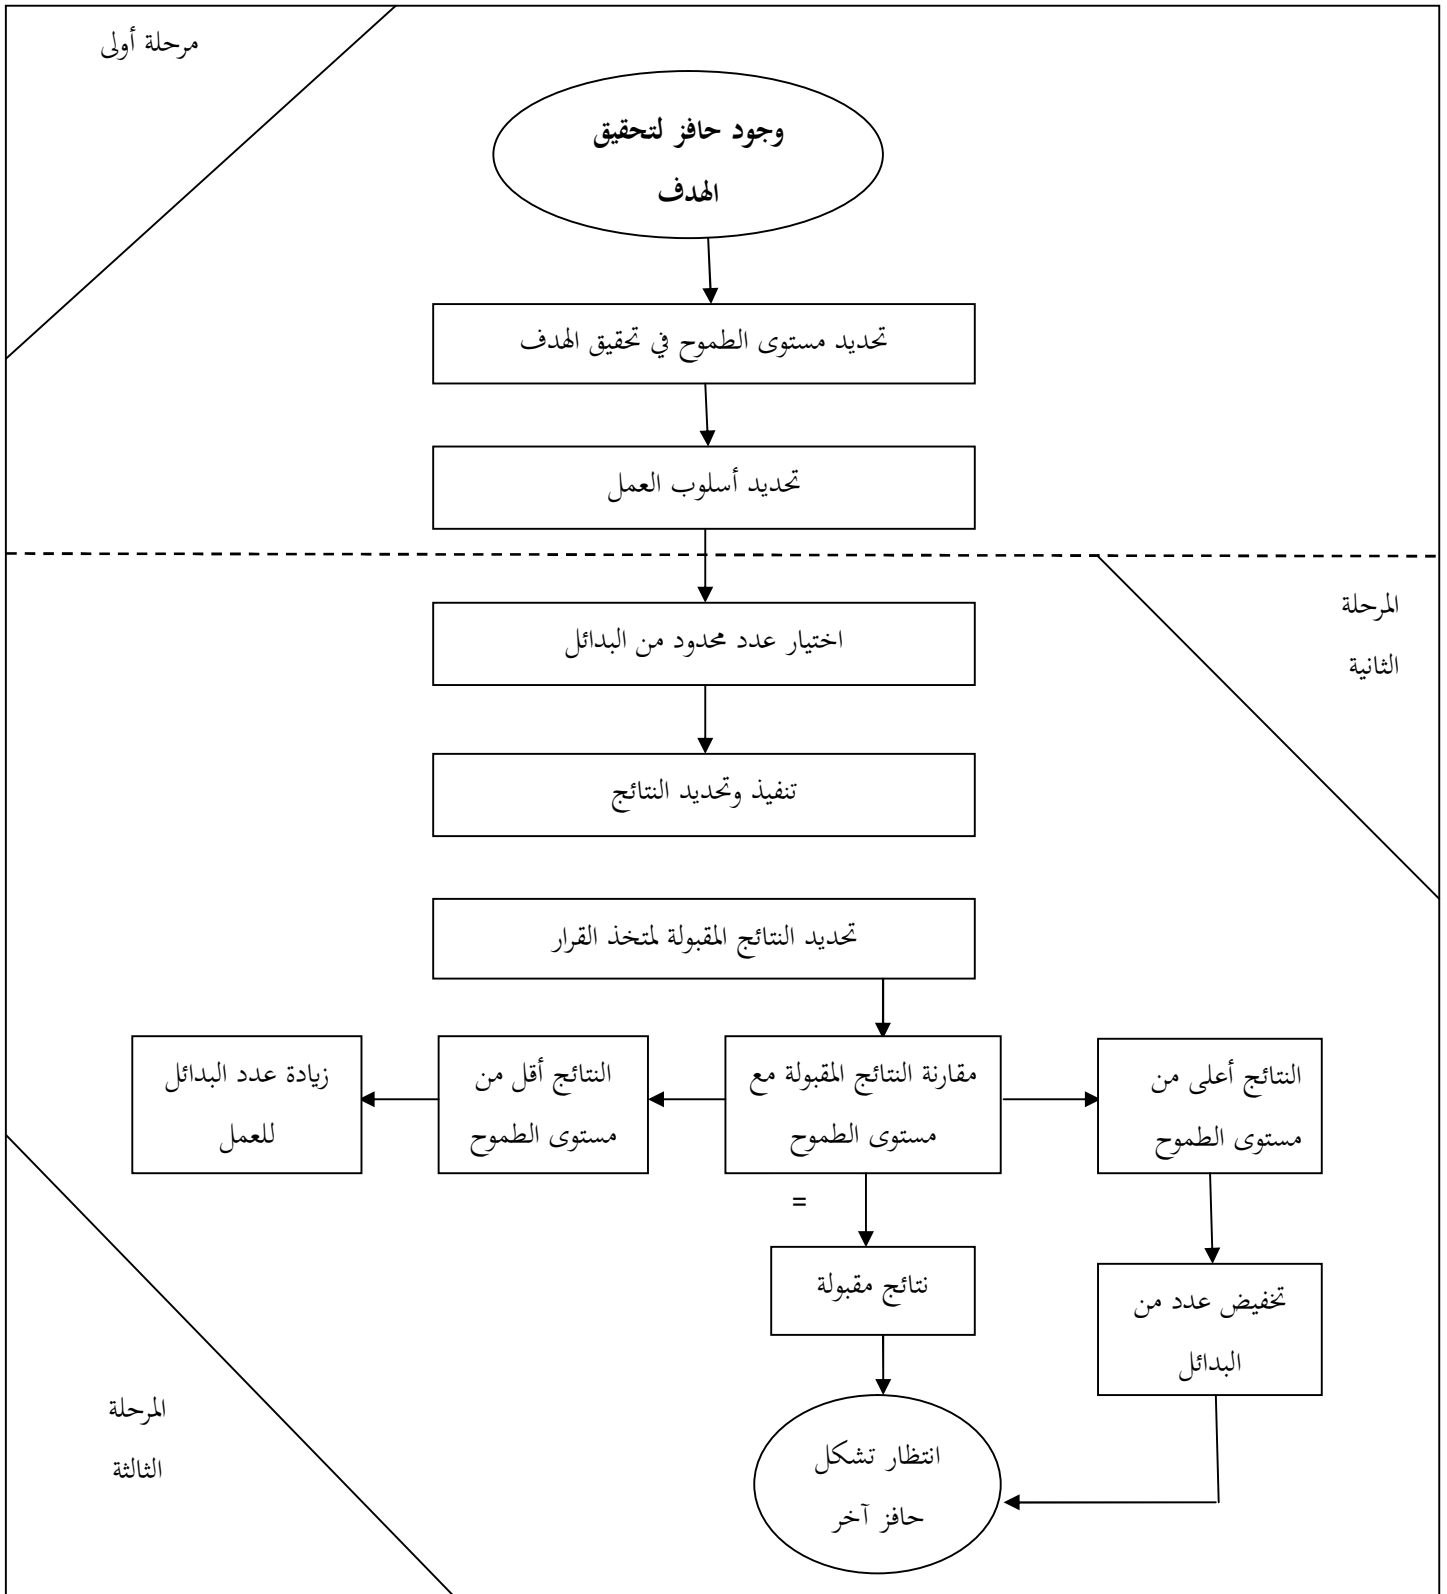 مرحلة أولى
وجود حافز لتحقيق
الهدف
تحديد مستوى الطموح في تحقيق الهدف
تحديد أسلوب العمل
المرحلة
الثانية
اختيار عدد محدود من البدائل
تنفيذ وتحديد النتائج
تحديد النتائج المقبولة لمتخذ القرار
النتائج أعلى من
مستوى الطموح
مقارنة النتائج المقبولة مع
مستوى الطموح
النتائج أقل من
مستوى الطموح
زيادة عدد البدائل
للعمل
=
نتائج مقبولة
تخفيض عدد من
البدائل
انتظار تشكل
حافز آخر
المرحلة
الثالثة